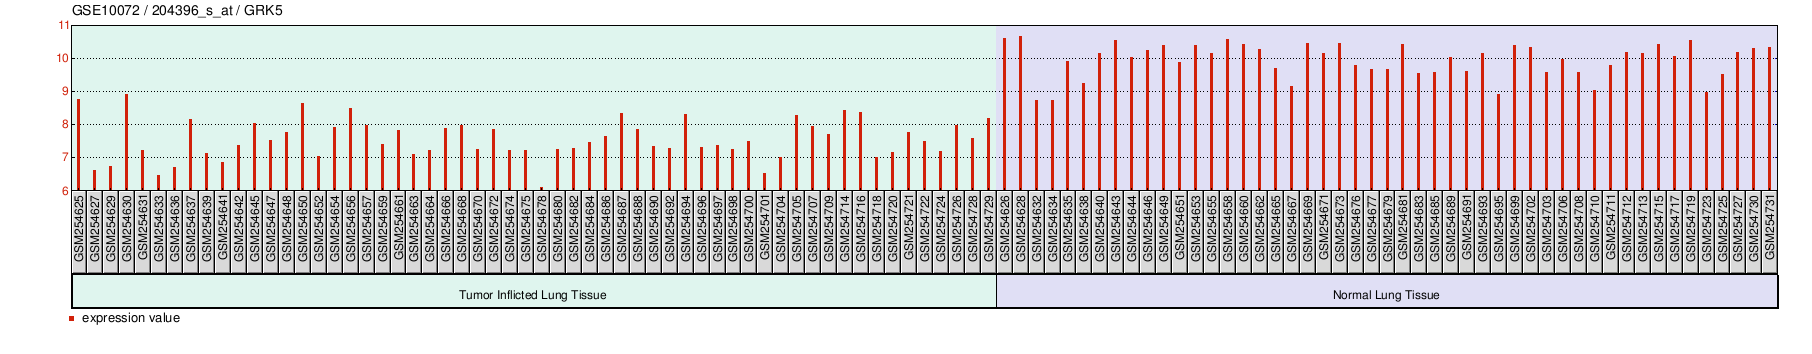 GSE10072 / 204396_s_at / GRK5
11
10
9
8
7
6
GSM254625
GSM254627
GSM254629
GSM254630
GSM254631
GSM254633
GSM254636
GSM254637
GSM254639
GSM254641
GSM254642
GSM254645
GSM254647
GSM254648
GSM254650
GSM254652
GSM254654
GSM254656
GSM254657
GSM254659
GSM254661
GSM254663
GSM254664
GSM254666
GSM254668
GSM254670
GSM254672
GSM254674
GSM254675
GSM254678
GSM254680
GSM254682
GSM254684
GSM254686
GSM254687
GSM254688
GSM254690
GSM254692
GSM254694
GSM254696
GSM254697
GSM254698
GSM254700
GSM254701
GSM254704
GSM254705
GSM254707
GSM254709
GSM254714
GSM254716
GSM254718
GSM254720
GSM254721
GSM254722
GSM254724
GSM254726
GSM254728
GSM254729
GSM254626
GSM254628
GSM254632
GSM254634
GSM254635
GSM254638
GSM254640
GSM254643
GSM254644
GSM254646
GSM254649
GSM254651
GSM254653
GSM254655
GSM254658
GSM254660
GSM254662
GSM254665
GSM254667
GSM254669
GSM254671
GSM254673
GSM254676
GSM254677
GSM254679
GSM254681
GSM254683
GSM254685
GSM254689
GSM254691
GSM254693
GSM254695
GSM254699
GSM254702
GSM254703
GSM254706
GSM254708
GSM254710
GSM254711
GSM254712
GSM254713
GSM254715
GSM254717
GSM254719
GSM254723
GSM254725
GSM254727
GSM254730
GSM254731
Tumor Inflicted Lung Tissue
Normal Lung Tissue
expression value